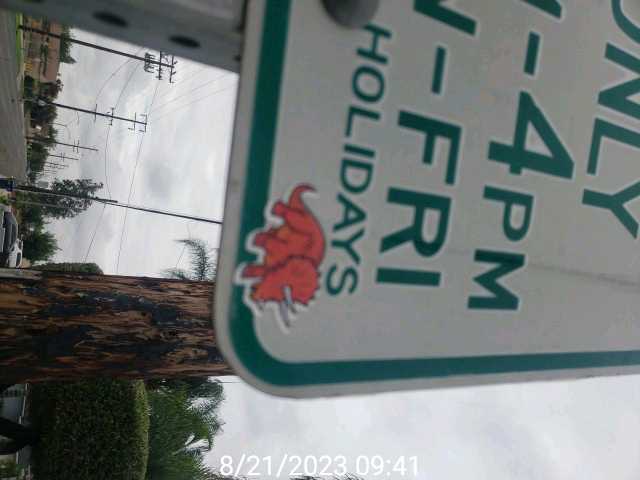 ONLY
M-4PM
N-FRI
HOLIDAYS
8/21/2023 09:41